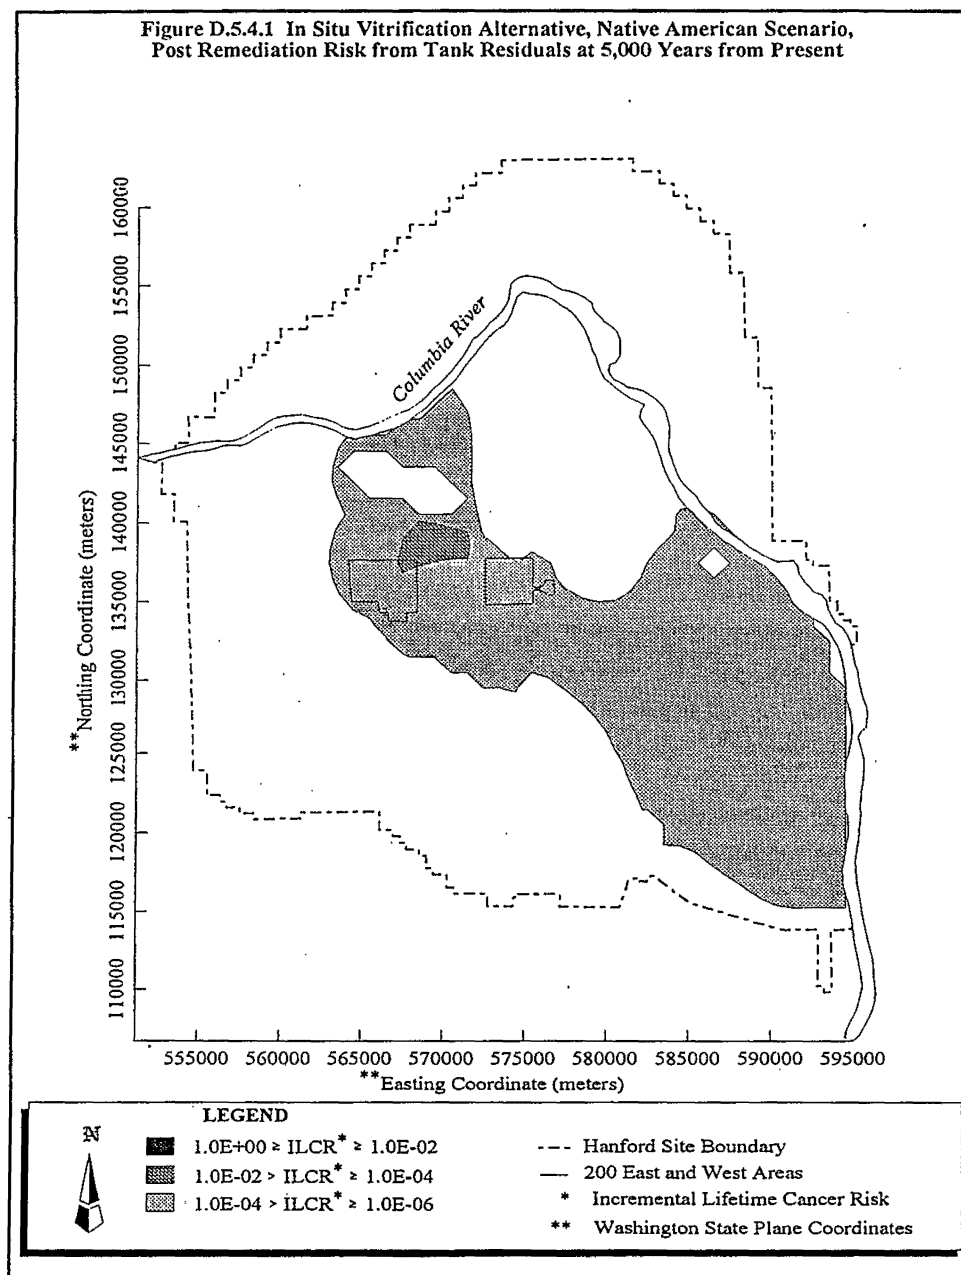 Figure D.5.4.1 In Situ Vitrification Alternative, Native American Scenario,
Post Remediation Risk from Tank Residuals at 5,000 Years from Present
160000
155000
150000
145000
140000
135000
130000
125000
120000
115000
110000
**Northing Coordinate (meters)
Columbia River
555000 560000 565000 570000 575000 580000 585000 590000 595000
**Easting Coordinate (meters)
LEGEND
N
1.0E+00 ≥ ILCR* ≥ 1.0E-02
1.0E-02 > ILCR* ≥ 1.0E-04
1.0E-04 > ILCR* ≥ 1.0E-06
Hanford Site Boundary
200 East and West Areas
* Incremental Lifetime Cancer Risk
** Washington State Plane Coordinates